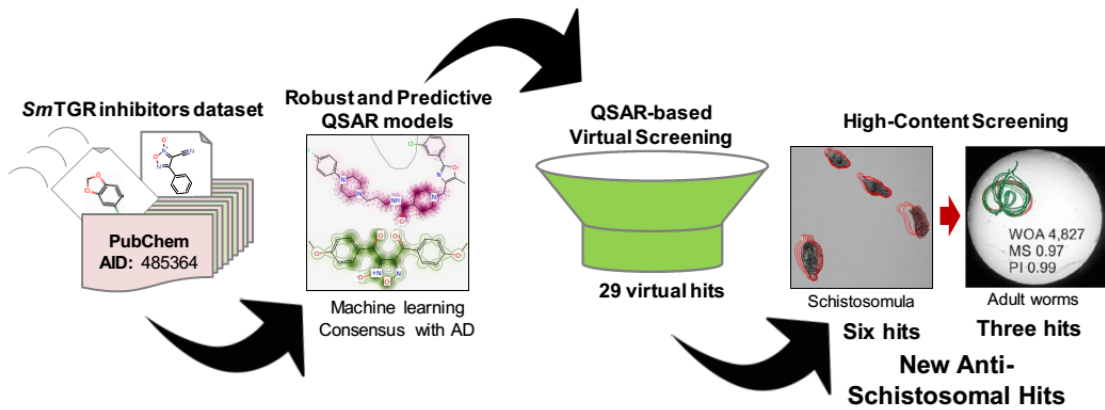 SmTGR inhibitors dataset
PubChem
AID: 485364
Robust and Predictive
QSAR models
Machine learning
Consensus with AD
QSAR-based
Virtual Screening
29 virtual hits
High-Content Screening
Schistosomula
Six hits
WOA 4,827
MS 0.97
PI 0.99
Adult worms
Three hits
New Anti-
Schistosomal Hits